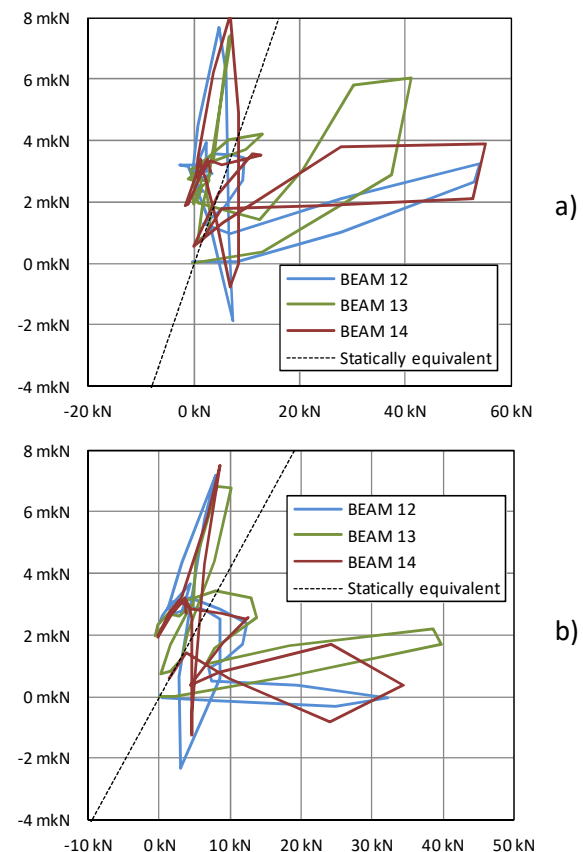 8 mkN
6 mkN
4 mkN
2 mkN
0 mkN
-2 mkN
-4 mkN
-20 kN 0 kN 20 kN 40 kN 60 kN
BEAM 12
BEAM 13
BEAM 14
Statically equivalent
a)
8 mkN
6 mkN
4 mkN
2 mkN
0 mkN
-2 mkN
-4 mkN
-10 kN 0 kN 10 kN 20 kN 30 kN 40 kN 50 kN
BEAM 12
BEAM 13
BEAM 14
Statically equivalent
b)